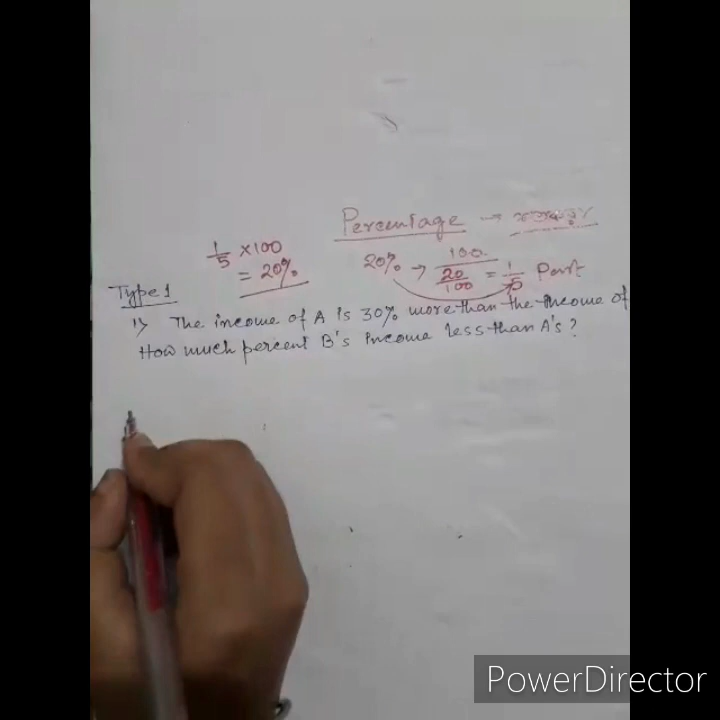 Percentage →
1/5 ×100
= 20%
20% → 100
20/100 = 1/5 Part
Type 1
1> The income of A is 30% more than the income of
How much percent B's income less than A's ?
PowerDirector